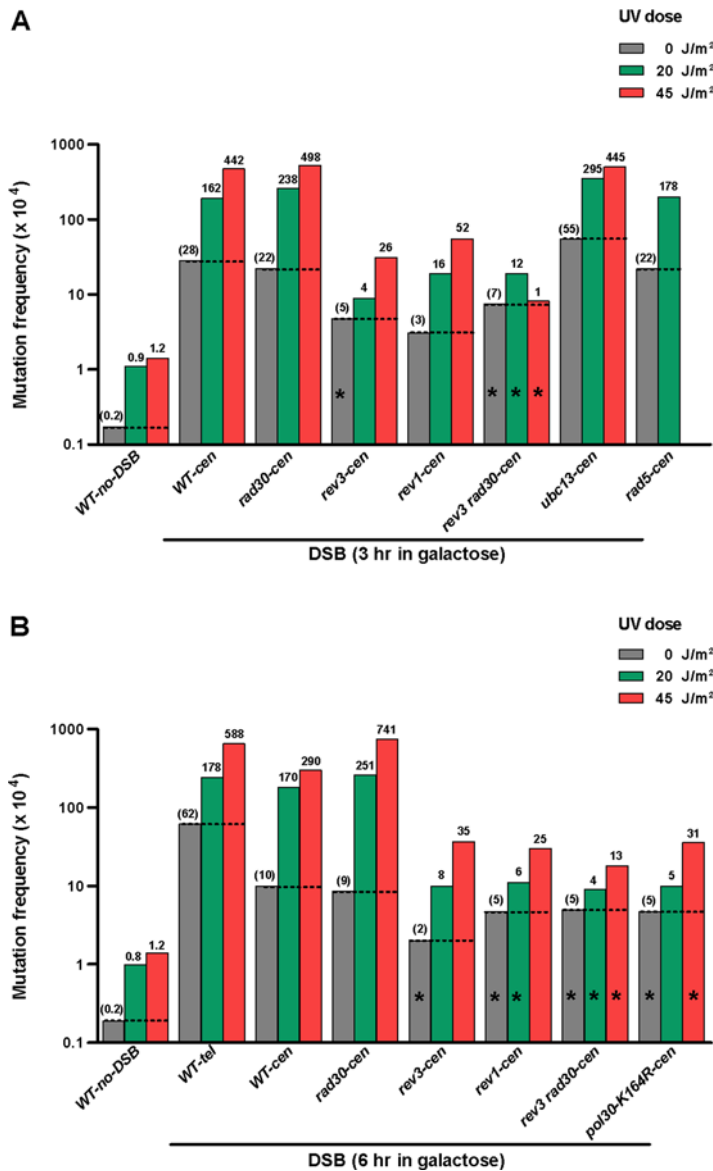 A
UV dose
0 J/m²
20 J/m²
45 J/m²
Mutation frequency (x 10⁻⁴)
1000
100
10
1
0.1
(0.2) 0.9 1.2
(28) 162 442
(22) 238 498
(5) 4 26
(3) 16 52
(7) 12 1
(55) 295 445
(22) 178
*
* * *
WT-no-DSB
WT-cen
rad30-cen
rev3-cen
rev1-cen
rev3 rad30-cen
ubc13-cen
rad5-cen
DSB (3 hr in galactose)
B
UV dose
0 J/m²
20 J/m²
45 J/m²
Mutation frequency (x 10⁻⁴)
1000
100
10
1
0.1
(0.2) 0.8 1.2
(62) 178 588
(10) 170 290
(9) 251 741
(2) 8 35
(5) 6 25
(5) 4 13
(5) 5 31
*
* *
* * *
* *
WT-no-DSB
WT-tel
WT-cen
rad30-cen
rev3-cen
rev1-cen
rev3 rad30-cen
pol30-K164R-cen
DSB (6 hr in galactose)